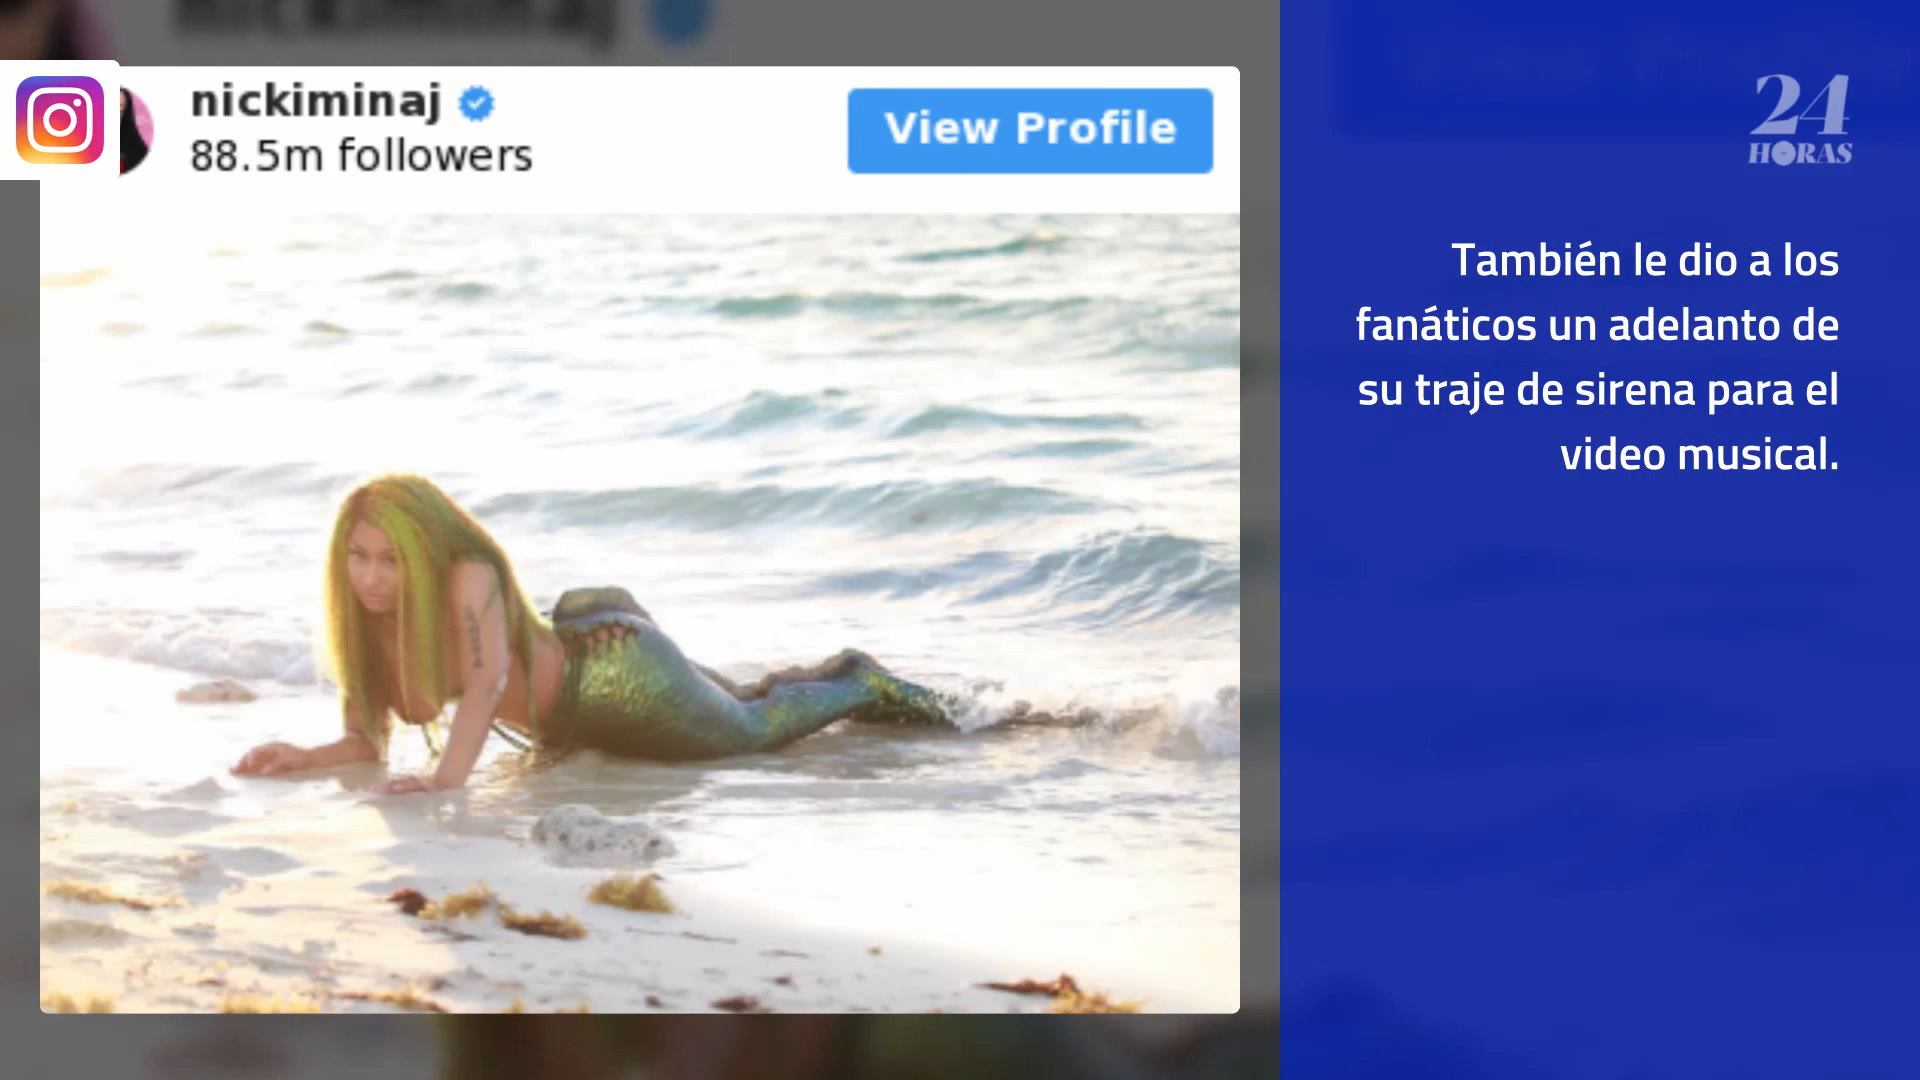 nickiminaj
nickiminaj
88.5m followers
View Profile
24
HORAS
También le dio a los
fanáticos un adelanto de
su traje de sirena para el
video musical.